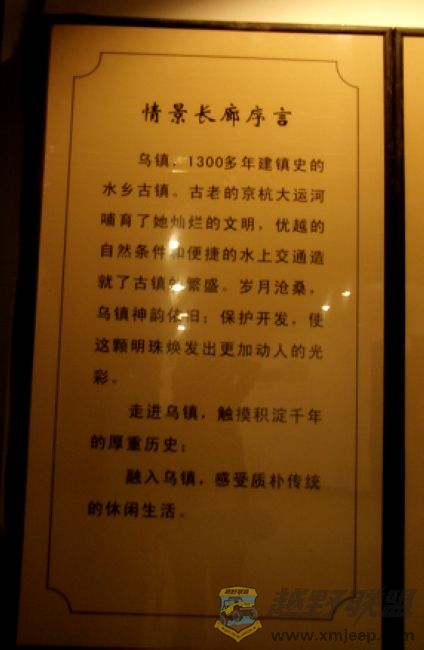 情景长廊序言
乌镇，1300多年建镇史的
水乡古镇。古老的京杭大运河
哺育了她灿烂的文明，优越的
自然条件和便捷的水上交通造
就了古镇的繁盛。岁月沧桑，
乌镇神韵依旧；保护开发，使
这颗明珠焕发出更加动人的光
彩。
走进乌镇，触摸积淀千年
的厚重历史；
融入乌镇，感受质朴传统
的休闲生活。
越野联盟
越野联盟
www.xmjeep.com